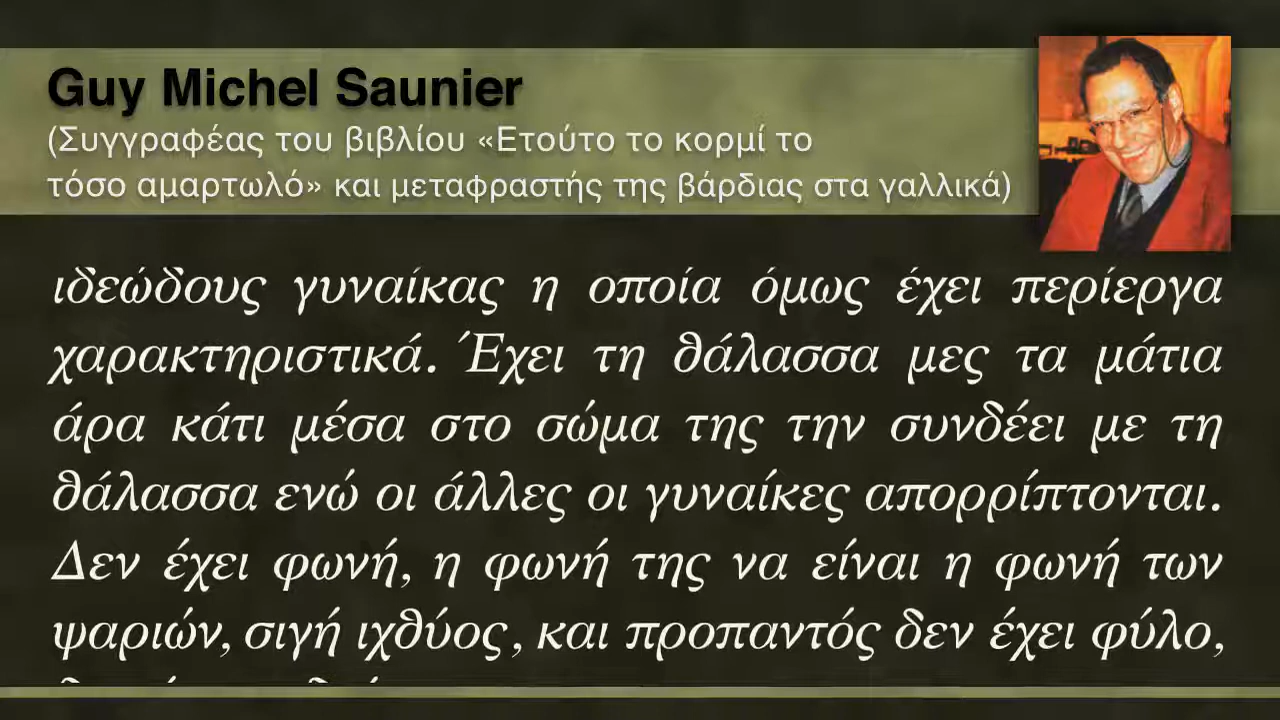 Guy Michel Saunier
(Συγγραφέας του βιβλίου «Ετούτο το κορμί το
τόσο αμαρτωλό» και μεταφραστής της βάρδιας στα γαλλικά)
ιδεώδους γυναίκας η οποία όμως έχει περίεργα
χαρακτηριστικά. Έχει τη θάλασσα μες τα μάτια
άρα κάτι μέσα στο σώμα της την συνδέει με τη
θάλασσα ενώ οι άλλες οι γυναίκες απορρίπτονται.
Δεν έχει φωνή, η φωνή της να είναι η φωνή των
ψαριών, σιγή ιχθύος, και προπαντός δεν έχει φύλο,